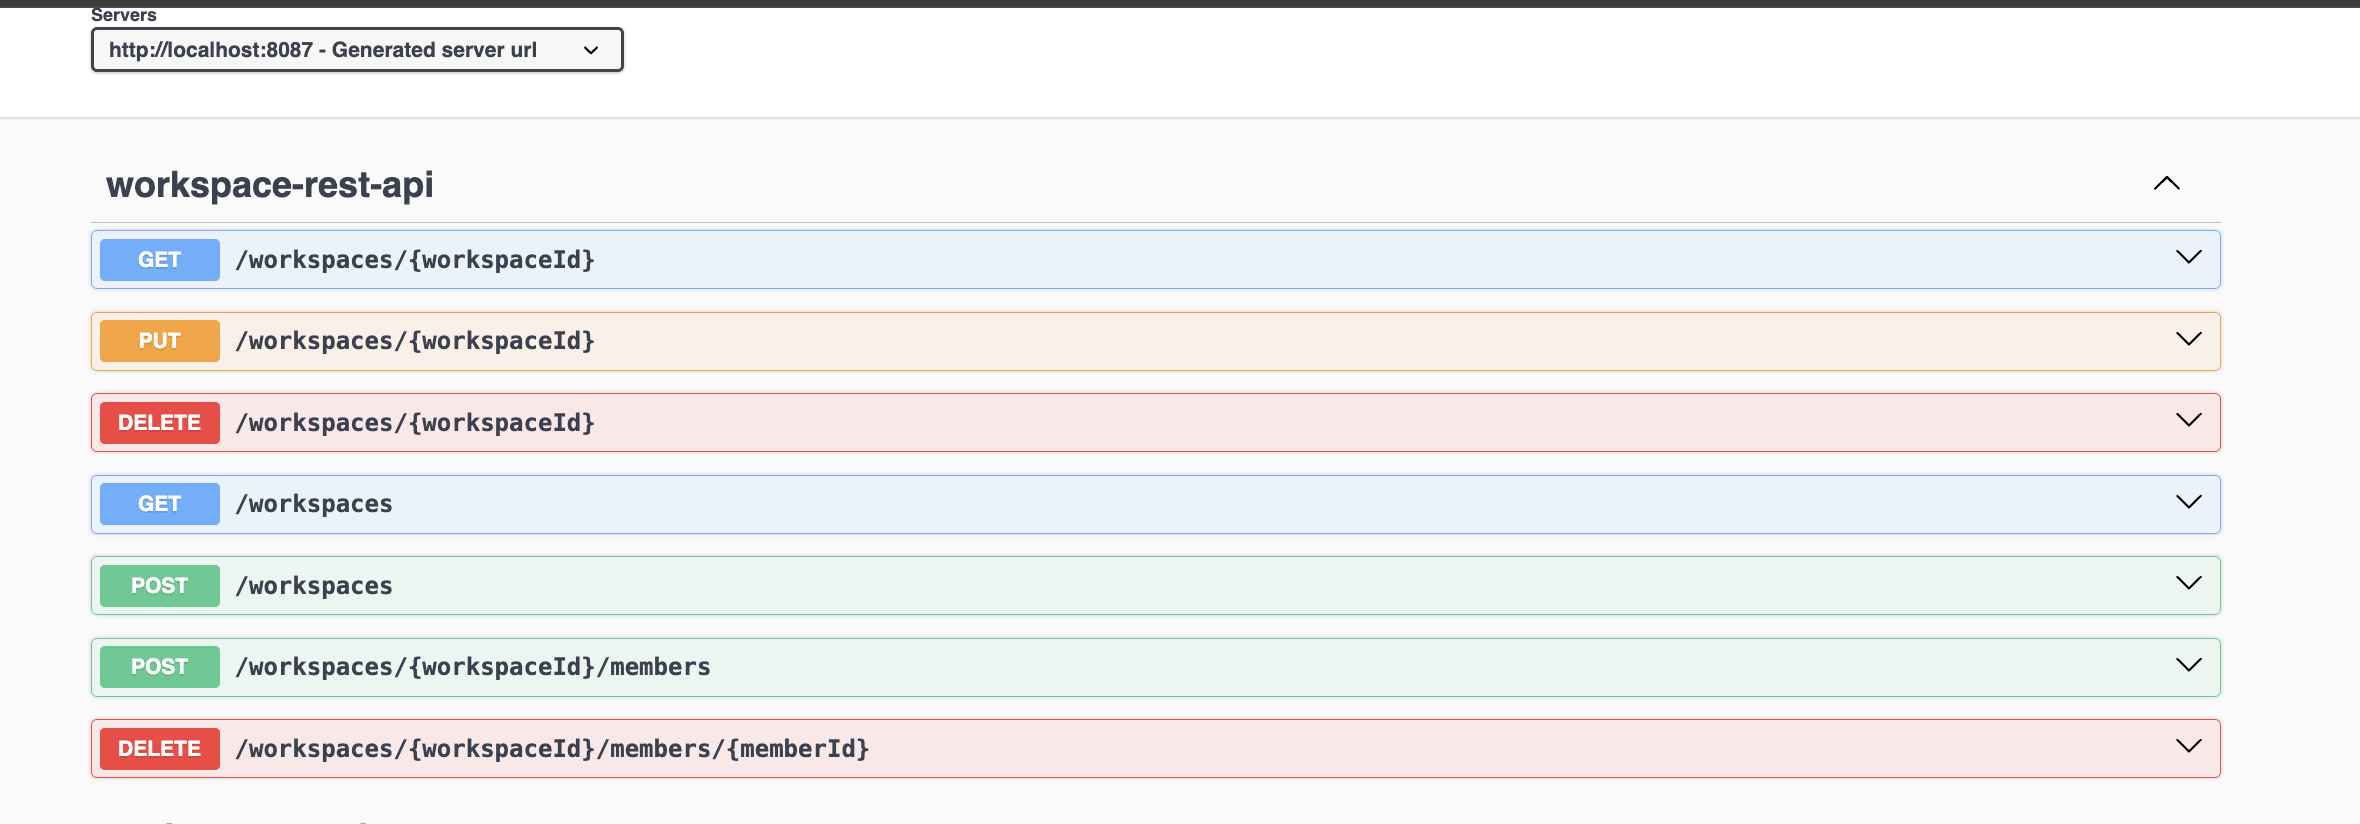 Servers
http://localhost:8087 - Generated server url
workspace-rest-api
GET /workspaces/{workspaceId}
PUT /workspaces/{workspaceId}
DELETE /workspaces/{workspaceId}
GET /workspaces
POST /workspaces
POST /workspaces/{workspaceId}/members
DELETE /workspaces/{workspaceId}/members/{memberId}